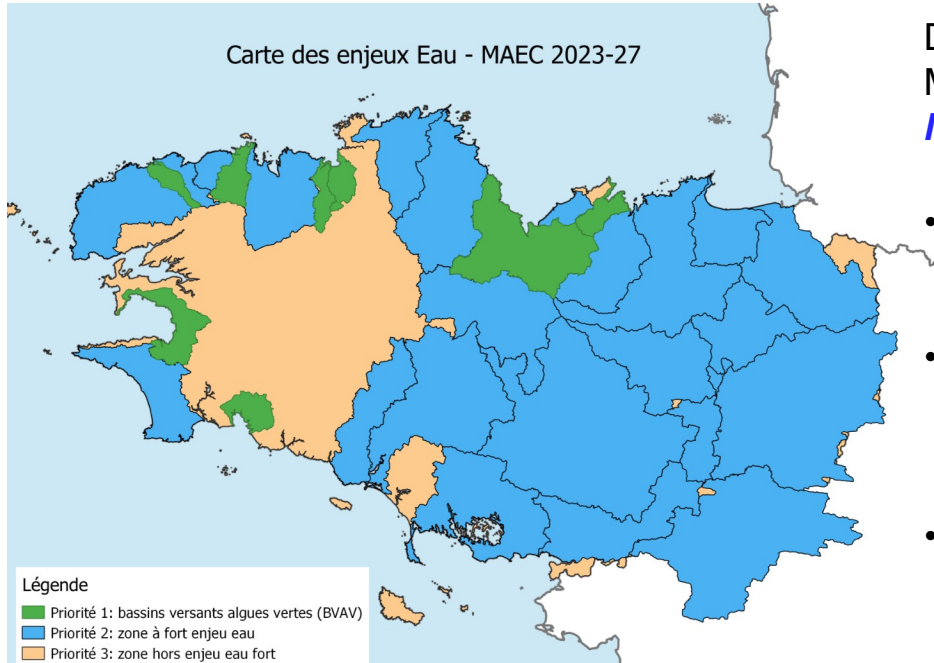 Carte des enjeux Eau - MAEC 2023-27
Légende
Priorité 1: bassins versants algues vertes (BVAV)
Priorité 2: zone à fort enjeu eau
Priorité 3: zone hors enjeu eau fort